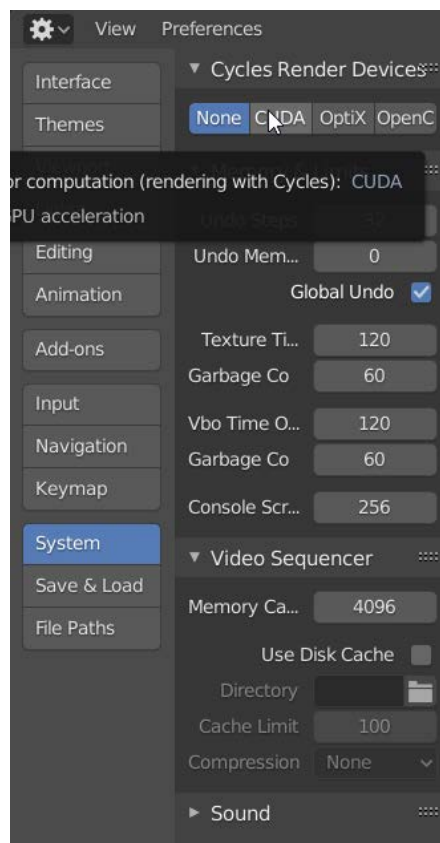 View Preferences
Interface
Themes
Editing
Animation
Add-ons
Input
Navigation
Keymap
System
Save & Load
File Paths
Cycles Render Devices
None CUDA OptiX OpenC
or computation (rendering with Cycles): CUDA
GPU acceleration
Undo Steps 32
Undo Mem... 0
Global Undo
Texture Ti... 120
Garbage Co 60
Vbo Time O... 120
Garbage Co 60
Console Scr... 256
Video Sequencer
Memory Ca... 4096
Use Disk Cache
Directory
Cache Limit 100
Compression None
Sound